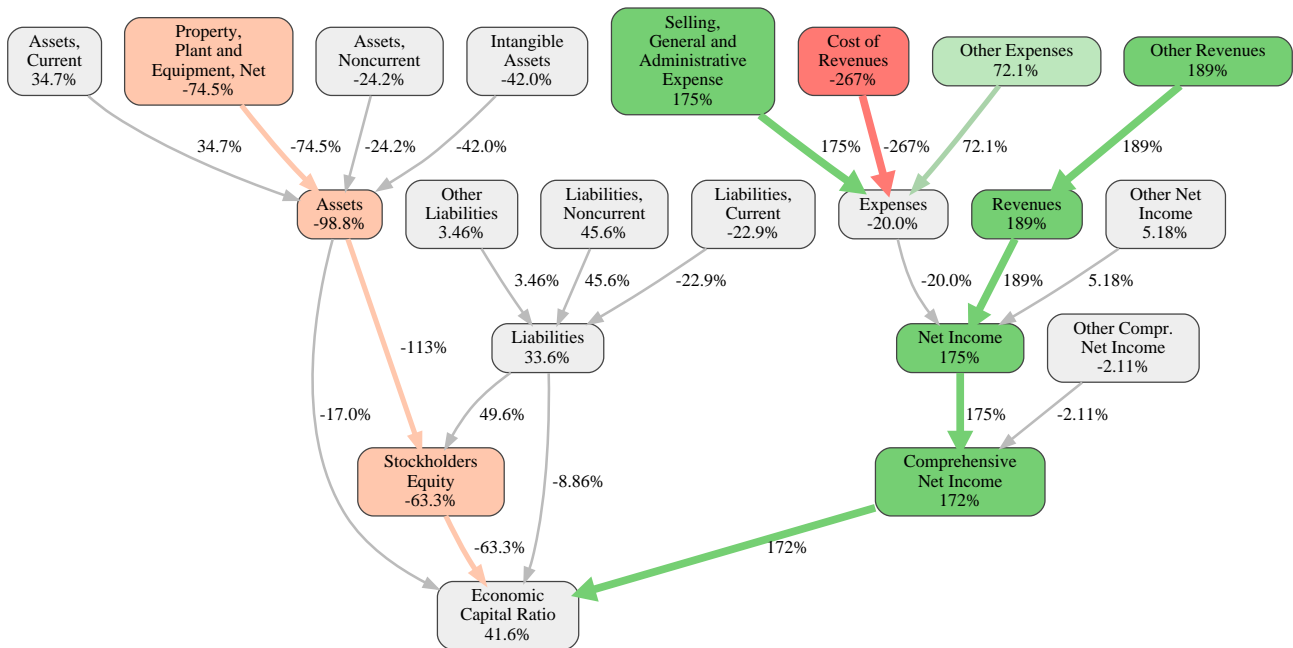 Assets,
Current
34.7%
Property,
Plant and
Equipment, Net
-74.5%
Assets,
Noncurrent
-24.2%
Intangible
Assets
-42.0%
Selling,
General and
Administrative
Expense
175%
Cost of
Revenues
-267%
Other Expenses
72.1%
Other Revenues
189%
34.7%
-74.5%
-24.2%
-42.0%
175%
-267%
72.1%
189%
Assets
-98.8%
Other
Liabilities
3.46%
Liabilities,
Noncurrent
45.6%
Liabilities,
Current
-22.9%
Expenses
-20.0%
Revenues
189%
Other Net
Income
5.18%
3.46%
45.6%
-22.9%
-20.0%
189%
5.18%
-113%
Liabilities
33.6%
Net Income
175%
Other Compr.
Net Income
-2.11%
-17.0%
49.6%
-8.86%
175%
-2.11%
Stockholders
Equity
-63.3%
Comprehensive
Net Income
172%
-63.3%
172%
Economic
Capital Ratio
41.6%